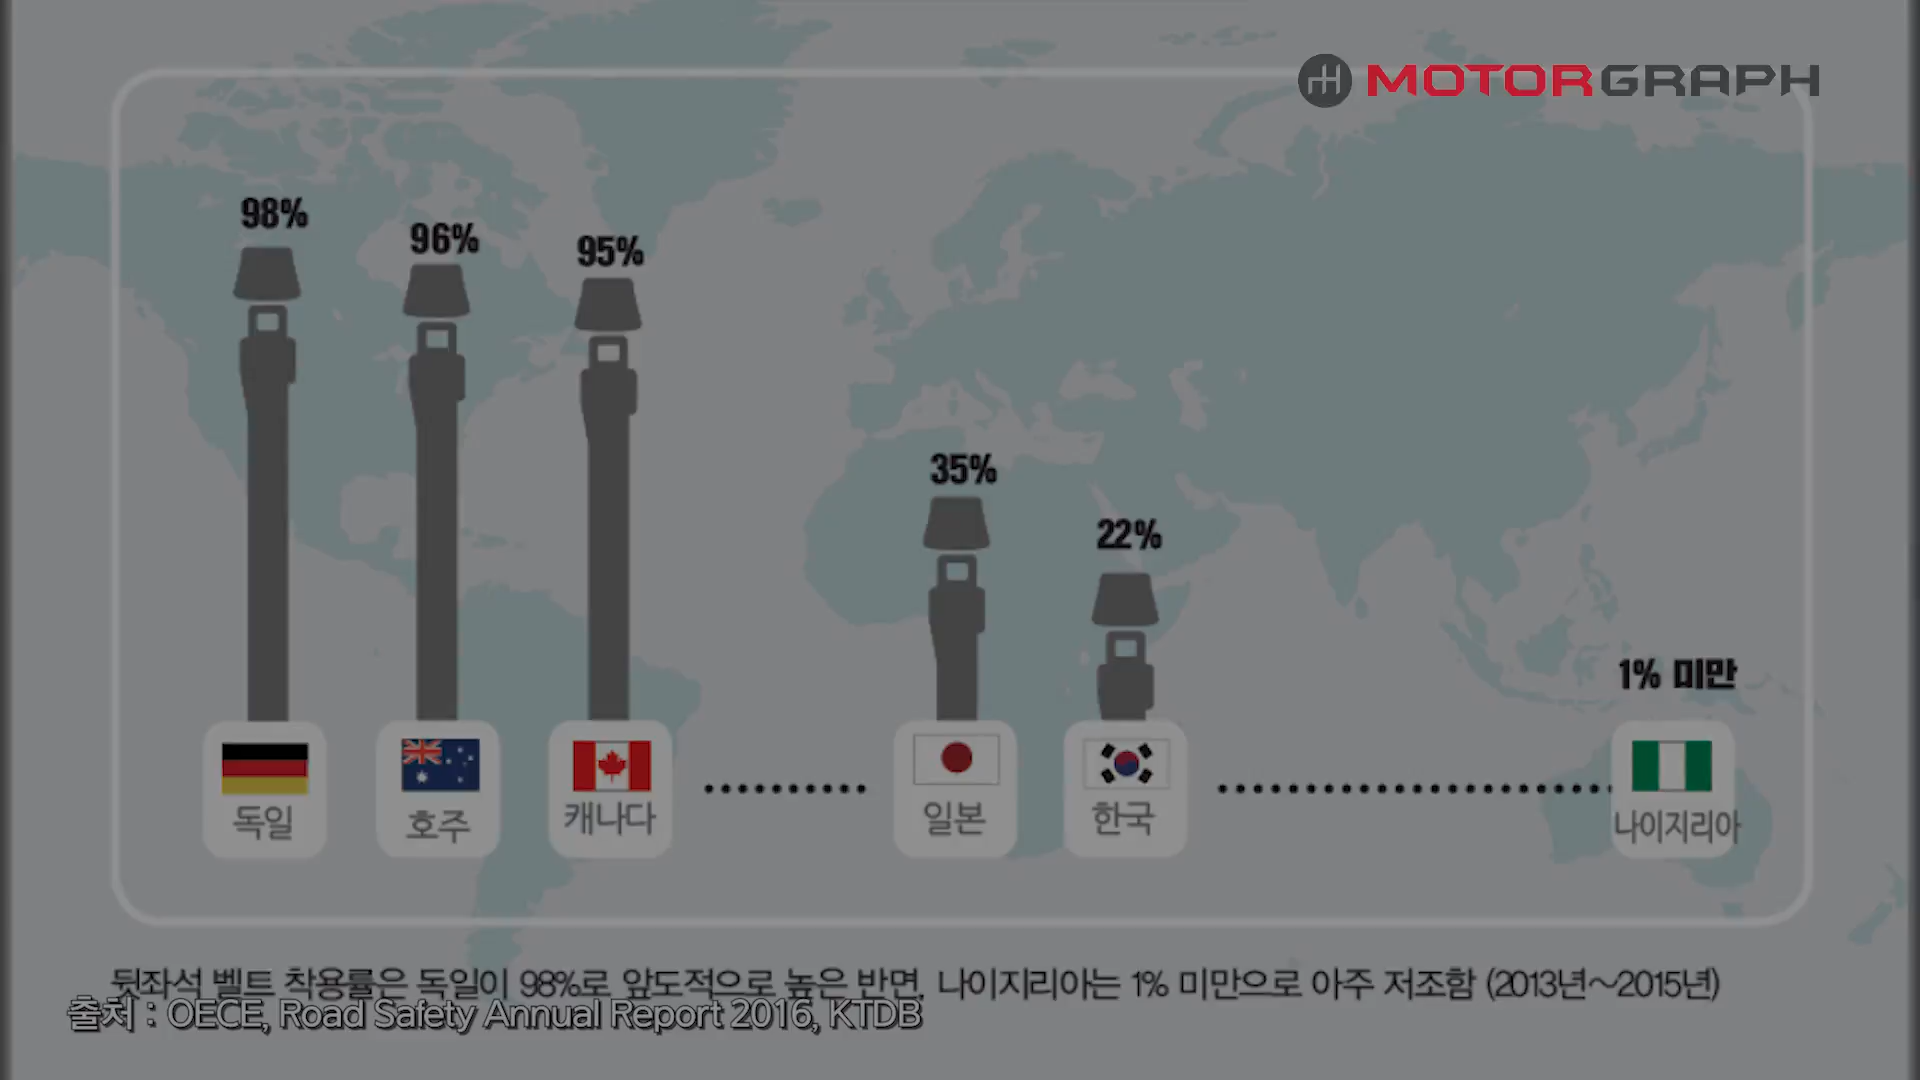 MOTORGRAPH
98%
96%
95%
35%
22%
1% 미만
독일
호주
캐나다
일본
한국
나이지리아
뒷좌석 벨트 착용률은 독일이 98%로 앞도적으로 높은 반면, 나이지리아는 1% 미만으로 아주 저조함 (2013년~2015년)
출처 : OECE, Road Safety Annual Report 2016, KTDB